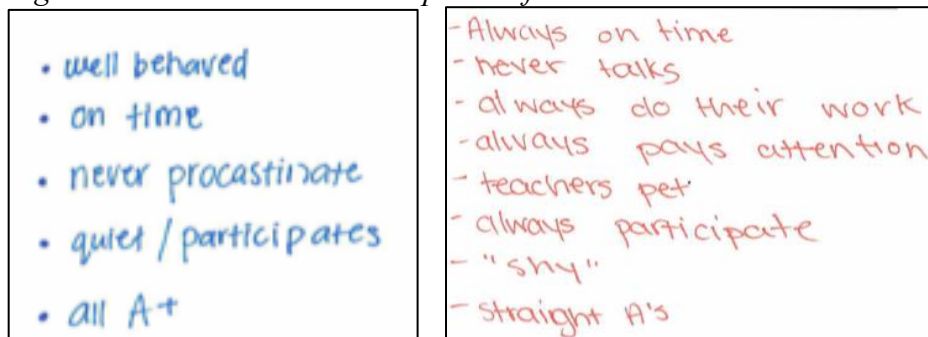 • well behaved
• on time
• never procastinate
• quiet / participates
• all A+
- Always on time
- never talks
- always do their work
- always pays attention
- teachers pet
- always participate
- "shy"
- straight A's